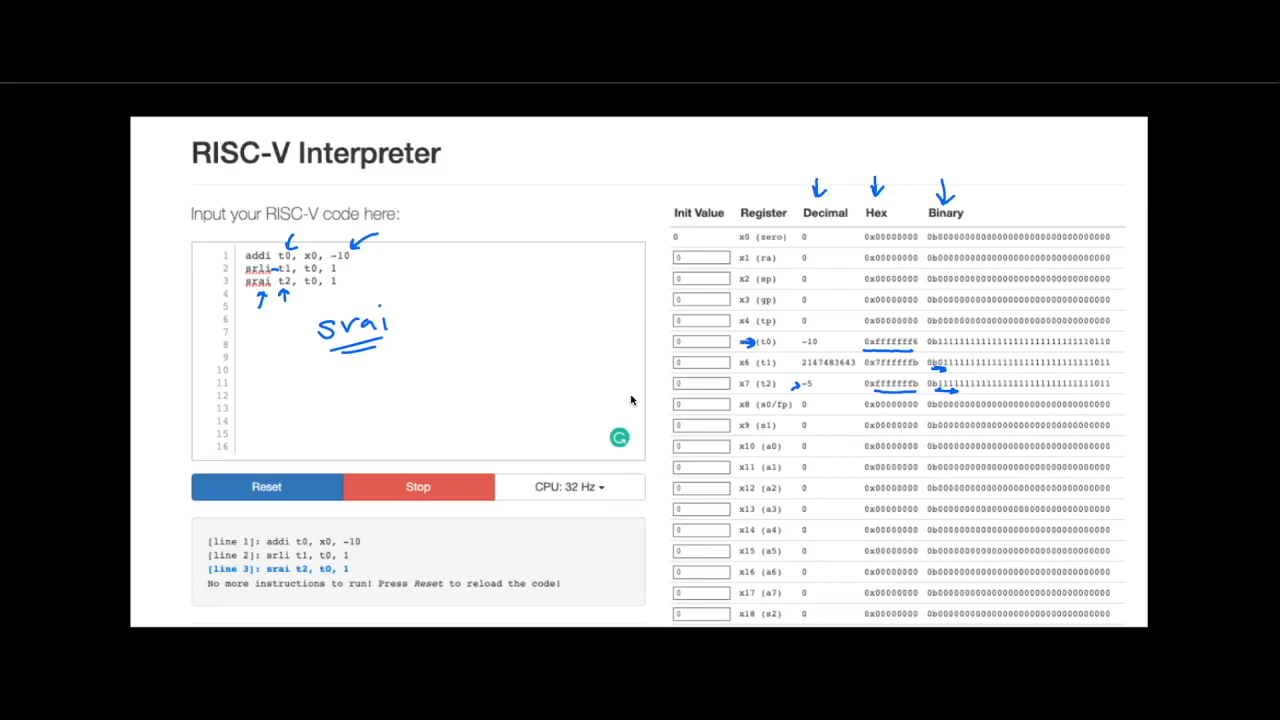 RISC-V Interpreter
Input your RISC-V code here:
1 addi t0, x0, -10
2 srli t1, t0, 1
3 srai t2, t0, 1
4
5
6
7
8
9
10
11
12
13
14
15
16
srai
Reset Stop CPU: 32 Hz
[line 1]: addi t0, x0, -10
[line 2]: srli t1, t0, 1
[line 3]: srai t2, t0, 1
No more instructions to run! Press Reset to reload the code!
Init Value Register Decimal Hex Binary
0 x0 (zero) 0 0x00000000 0b00000000000000000000000000000000
0 x1 (ra) 0 0x00000000 0b00000000000000000000000000000000
0 x2 (sp) 0 0x00000000 0b00000000000000000000000000000000
0 x3 (gp) 0 0x00000000 0b00000000000000000000000000000000
0 x4 (tp) 0 0x00000000 0b00000000000000000000000000000000
0 (t0) -10 0xfffffff6 0b11111111111111111111111111110110
0 x6 (t1) 2147483643 0x7ffffffb 0b01111111111111111111111111111011
0 x7 (t2) -5 0xfffffffb 0b11111111111111111111111111111011
0 x8 (s0/fp) 0 0x00000000 0b00000000000000000000000000000000
0 x9 (s1) 0 0x00000000 0b00000000000000000000000000000000
0 x10 (a0) 0 0x00000000 0b00000000000000000000000000000000
0 x11 (a1) 0 0x00000000 0b00000000000000000000000000000000
0 x12 (a2) 0 0x00000000 0b00000000000000000000000000000000
0 x13 (a3) 0 0x00000000 0b00000000000000000000000000000000
0 x14 (a4) 0 0x00000000 0b00000000000000000000000000000000
0 x15 (a5) 0 0x00000000 0b00000000000000000000000000000000
0 x16 (a6) 0 0x00000000 0b00000000000000000000000000000000
0 x17 (a7) 0 0x00000000 0b00000000000000000000000000000000
0 x18 (s2) 0 0x00000000 0b00000000000000000000000000000000